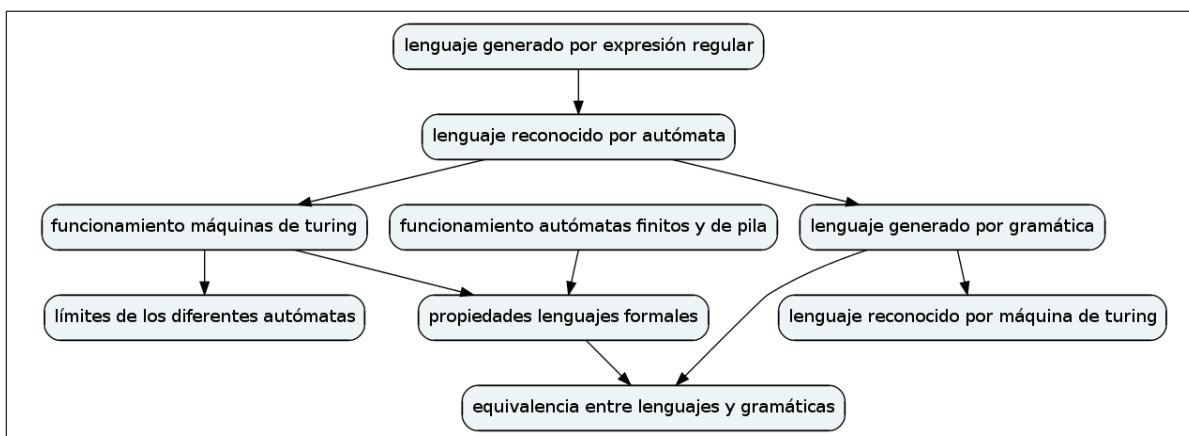 lenguaje generado por expresión regular
lenguaje reconocido por autómata
funcionamiento máquinas de turing
funcionamiento autómatas finitos y de pila
lenguaje generado por gramática
límites de los diferentes autómatas
propiedades lenguajes formales
lenguaje reconocido por máquina de turing
equivalencia entre lenguajes y gramáticas